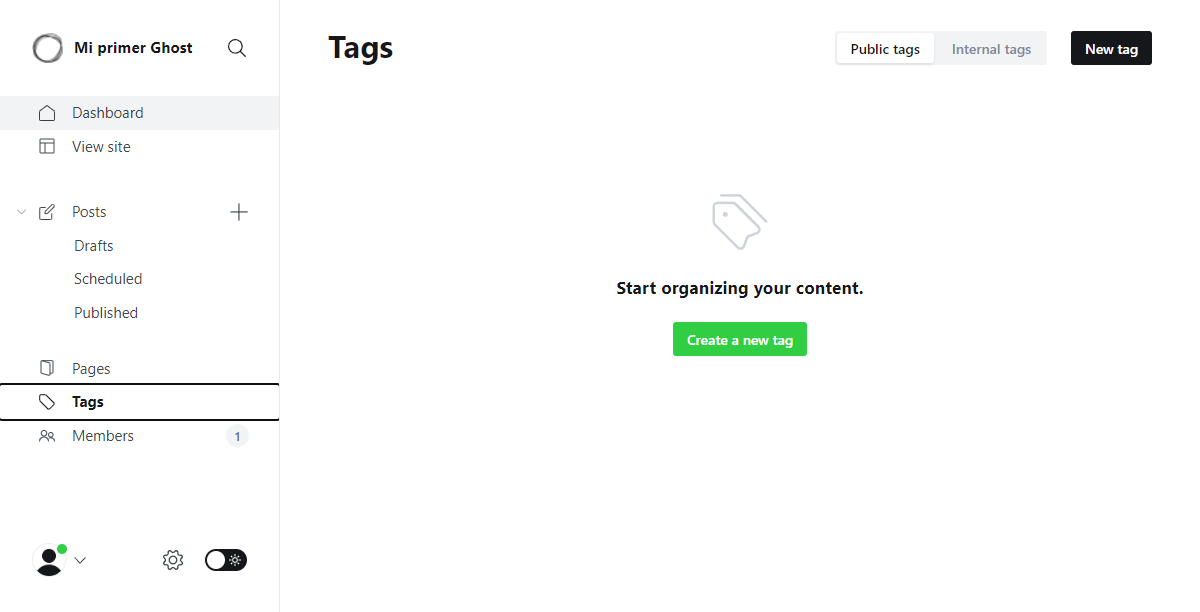 Mi primer Ghost
Dashboard
View site
Posts
Drafts
Scheduled
Published
Pages
Tags
Members 1
Tags
Public tags Internal tags New tag
Start organizing your content.
Create a new tag